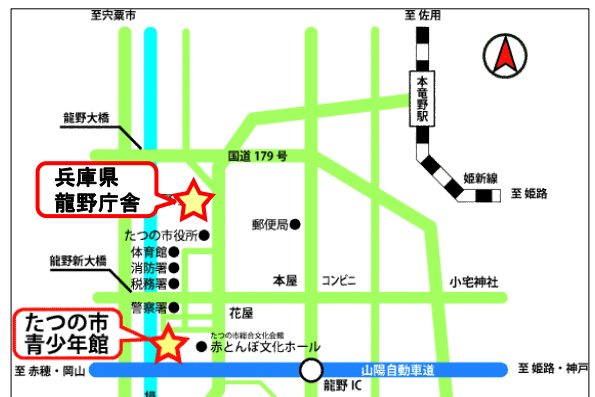 至宍粟市
至 佐用
本竜野駅
龍野大橋
国道 179 号
姫新線
至 姫路
兵庫県
龍野庁舎
郵便局
たつの市役所
体育館
消防署
税務署
龍野新大橋
本屋
コンビニ
小宅神社
警察署
花屋
たつの市
青少年館
たつの市総合文化会館
赤とんぼ文化ホール
至 赤穂・岡山
山陽自動車道
至 姫路・神戸
龍野 IC